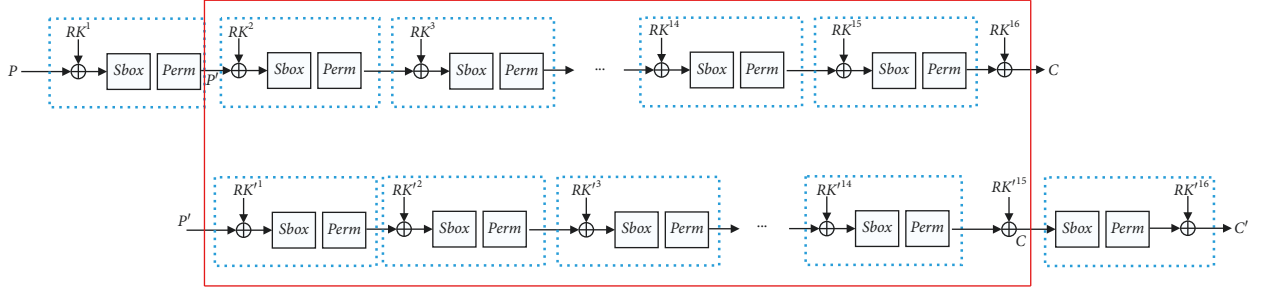 RK¹ RK² RK³ RK¹⁴ RK¹⁵ RK¹⁶
P Sbox Perm P′ Sbox Perm Sbox Perm ... Sbox Perm Sbox Perm C
RK′¹ RK′² RK′³ RK′¹⁴ RK′¹⁵ RK′¹⁶
P′ Sbox Perm Sbox Perm Sbox Perm ... Sbox Perm C Sbox Perm C′